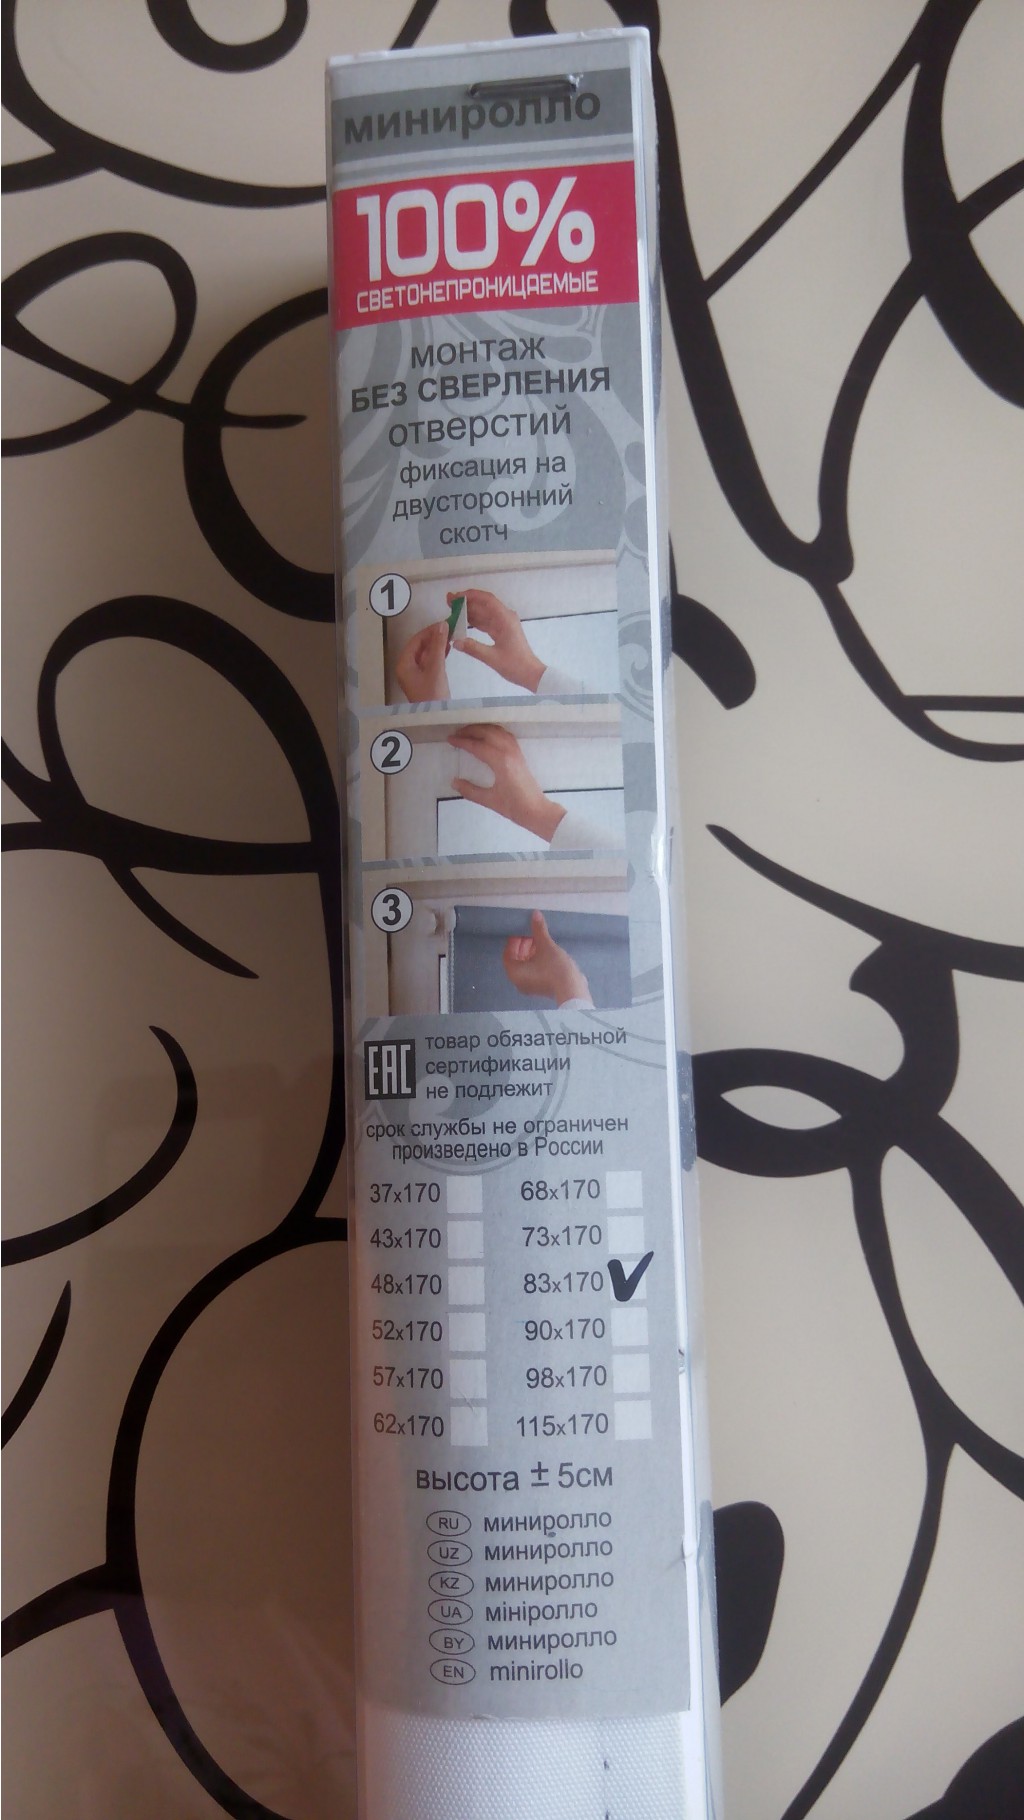 миниролло
100%
СВЕТОНЕПРОНИЦАЕМЫЕ
монтаж
БЕЗ СВЕРЛЕНИЯ
отверстий
фиксация на
двусторонний
скотч
1
2
3
EAC
товар обязательной
сертификации
не подлежит
срок службы не ограничен
произведено в России
37x170 68x170
43x170 73x170
48x170 83x170
52x170 90x170
57x170 98x170
62x170 115x170
высота ± 5см
RU миниролло
UZ миниролло
KZ миниролло
UA мініролло
BY миниролло
EN minirollo